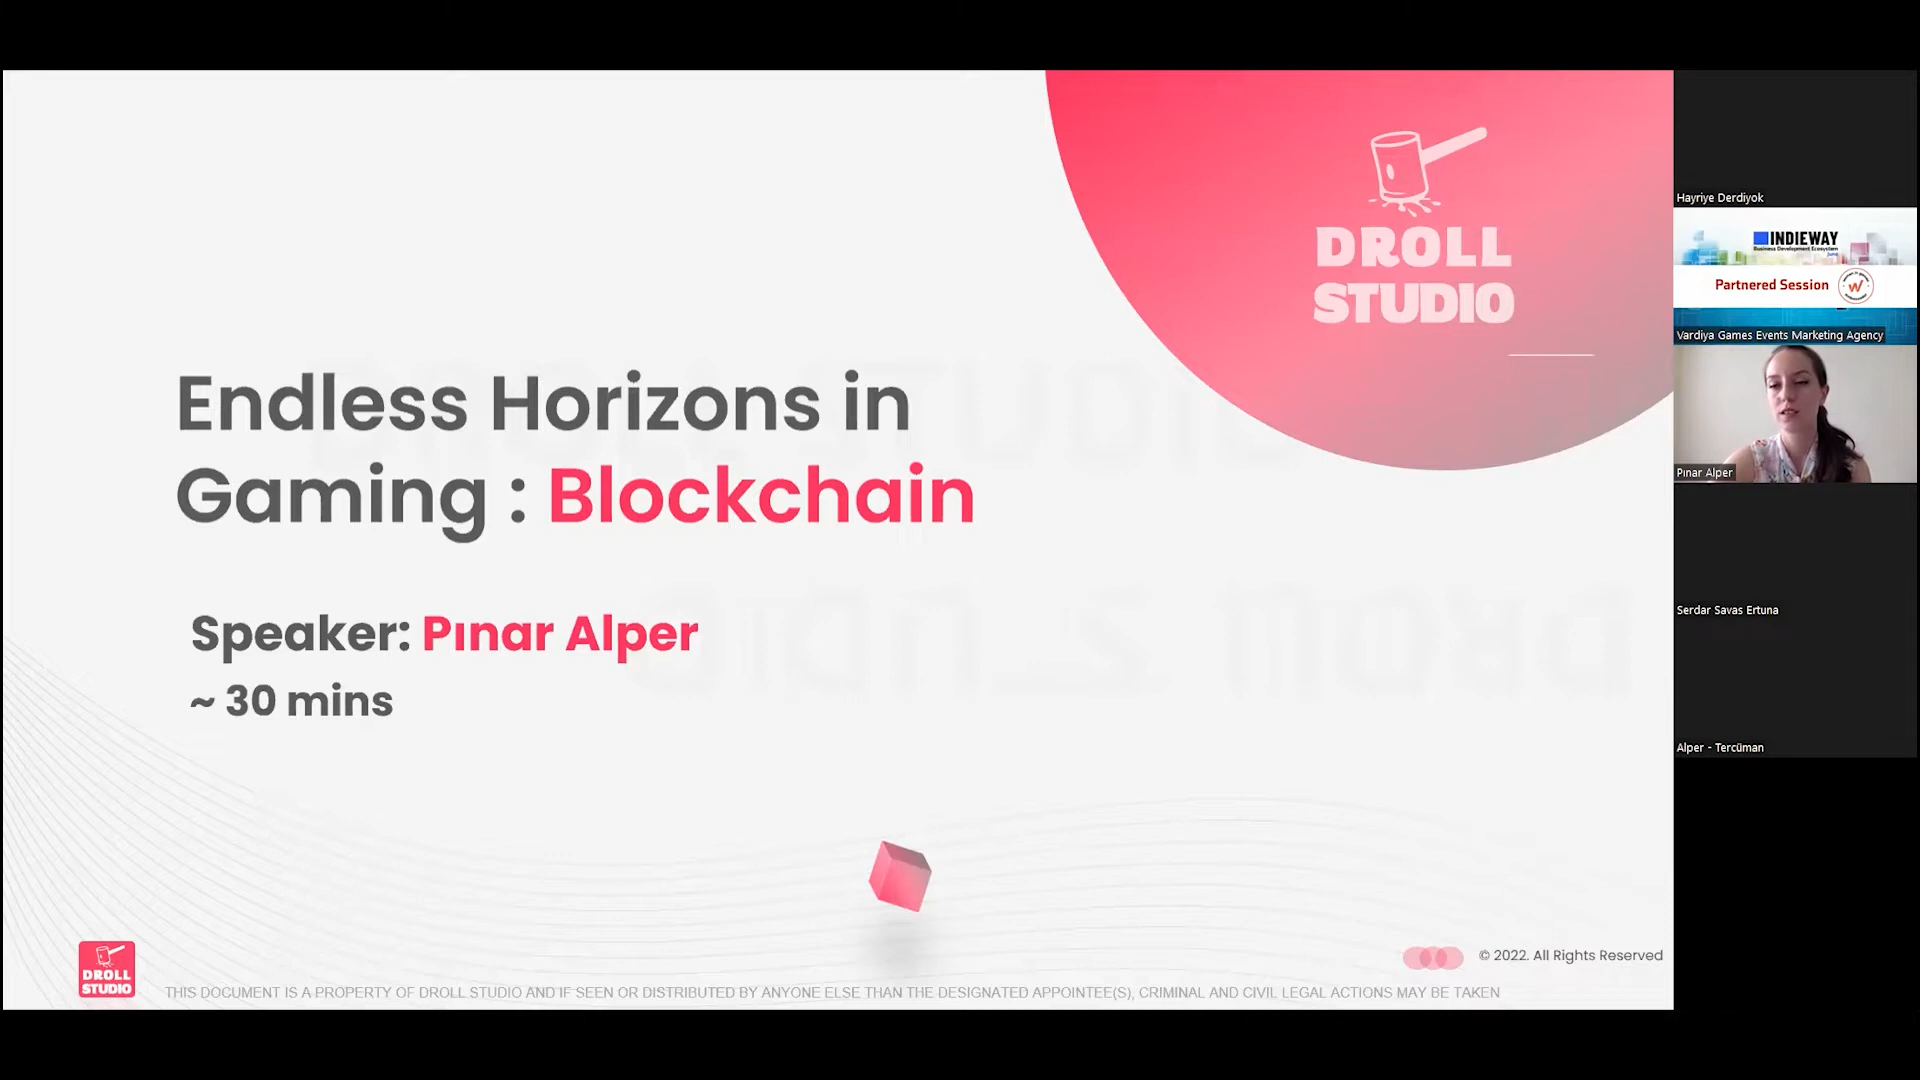 DROLL
STUDIO
Endless Horizons in
Gaming : Blockchain
Speaker: Pınar Alper
~ 30 mins
DROLL
STUDIO
© 2022. All Rights Reserved
THIS DOCUMENT IS A PROPERTY OF DROLL STUDIO AND IF SEEN OR DISTRIBUTED BY ANYONE ELSE THAN THE DESIGNATED APPOINTEE(S), CRIMINAL AND CIVIL LEGAL ACTIONS MAY BE TAKEN
Hayriye Derdiyok
INDIEWAY
Business Development Ecosystem
Partnered Session
Vardiya Games Events Marketing Agency
Pınar Alper
Serdar Savas Ertuna
Alper - Tercüman